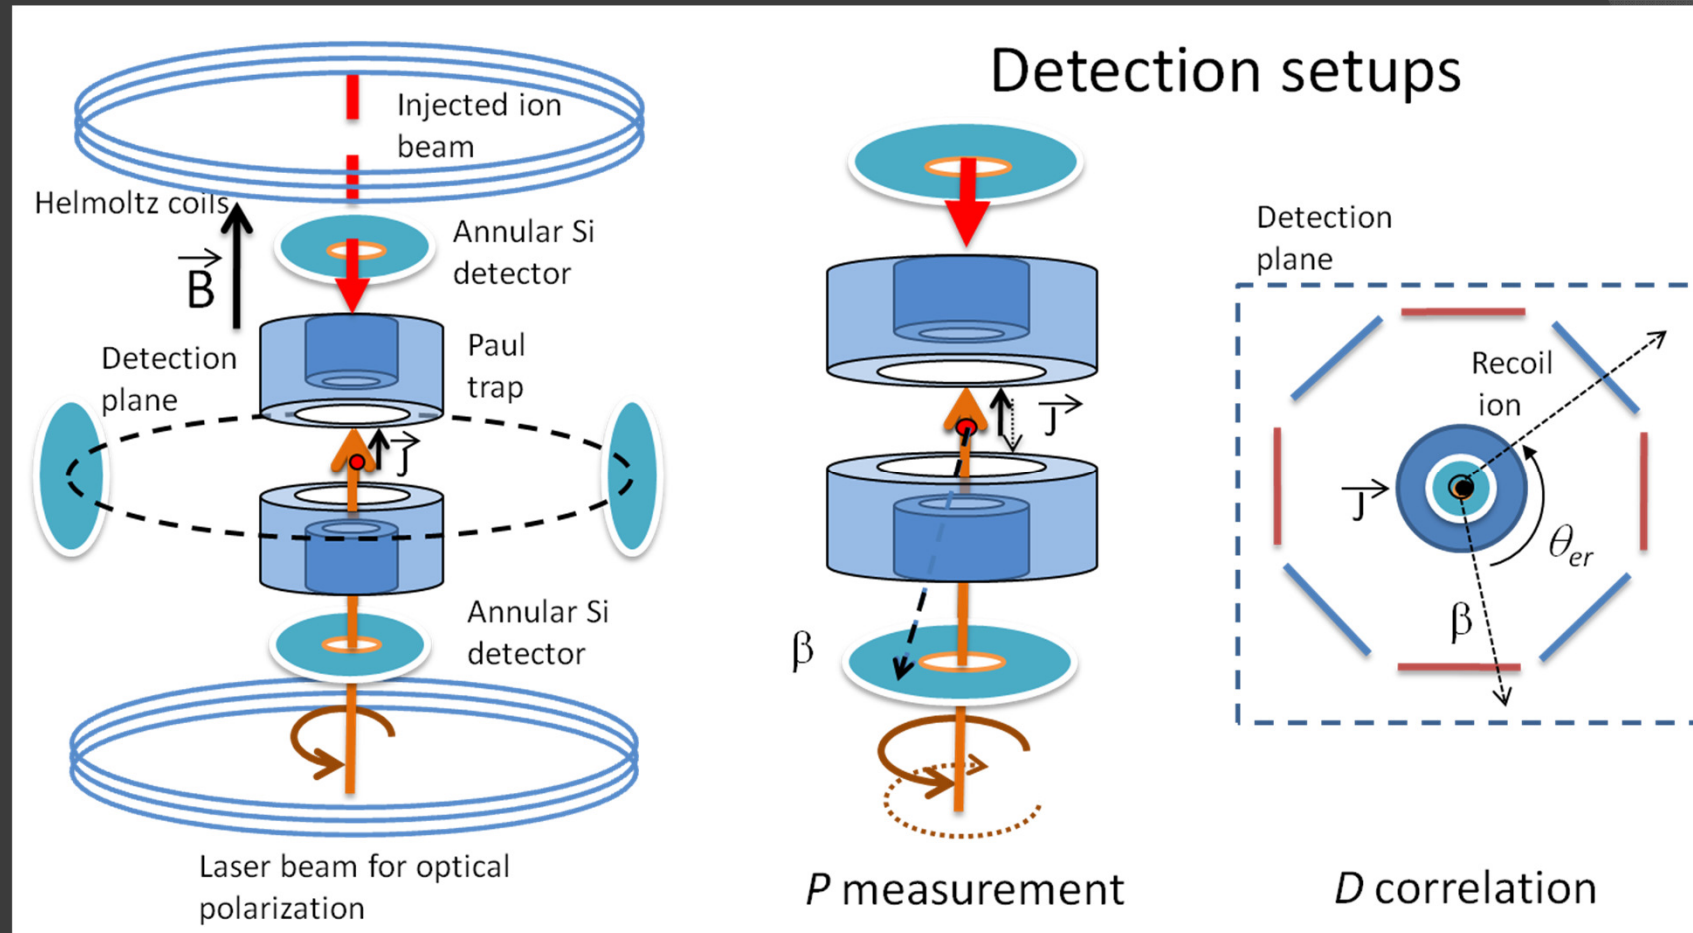 Detection setups
Injected ion
beam
Helmoltz coils
B
Annular Si
detector
Detection
plane
Paul
trap
J
Annular Si
detector
Laser beam for optical
polarization
J
β
P measurement
Detection
plane
Recoil
ion
J
θer
β
D correlation